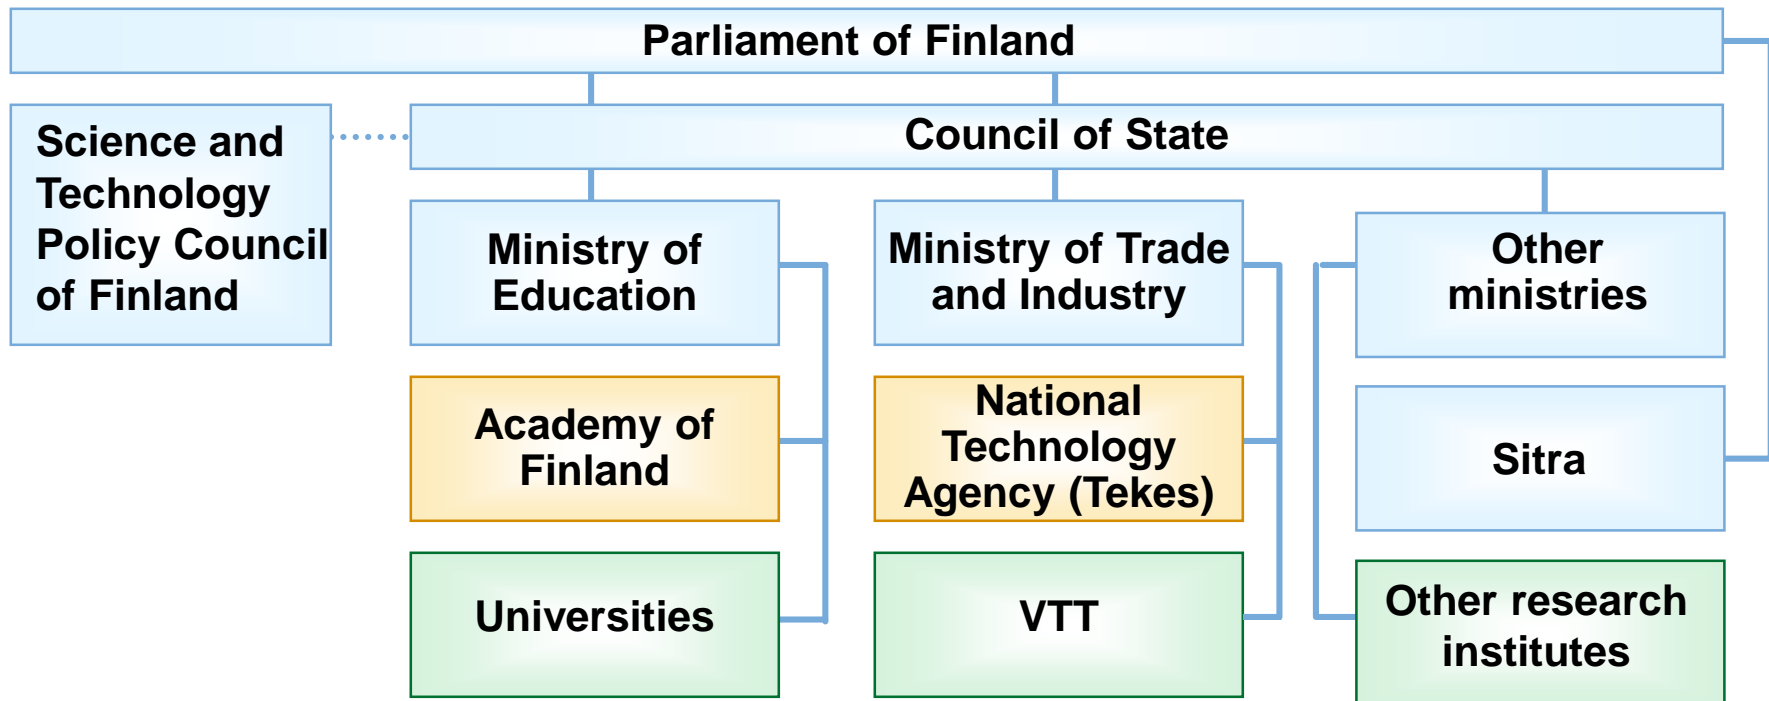 Parliament of Finland
Science and
Technology
Policy Council
of Finland
Council of State
Ministry of
Education
Ministry of Trade
and Industry
Other
ministries
Academy of
Finland
National
Technology
Agency (Tekes)
Sitra
Universities
VTT
Other research
institutes